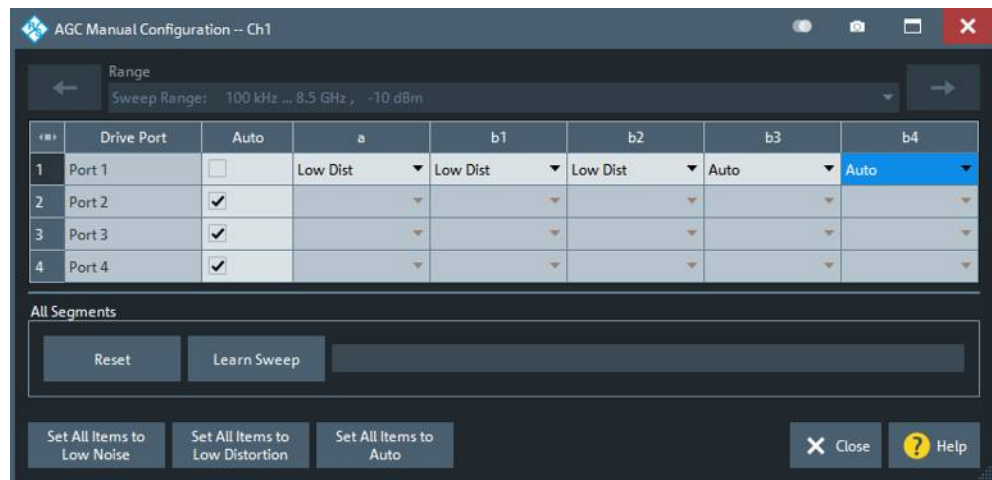 AGC Manual Configuration -- Ch1
Range
Sweep Range: 100 kHz ... 8.5 GHz , -10 dBm
Drive Port Auto a b1 b2 b3 b4
1 Port 1 Low Dist Low Dist Low Dist Auto Auto
2 Port 2
3 Port 3
4 Port 4
All Segments
Reset Learn Sweep
Set All Items to Low Noise
Set All Items to Low Distortion
Set All Items to Auto
Close
? Help